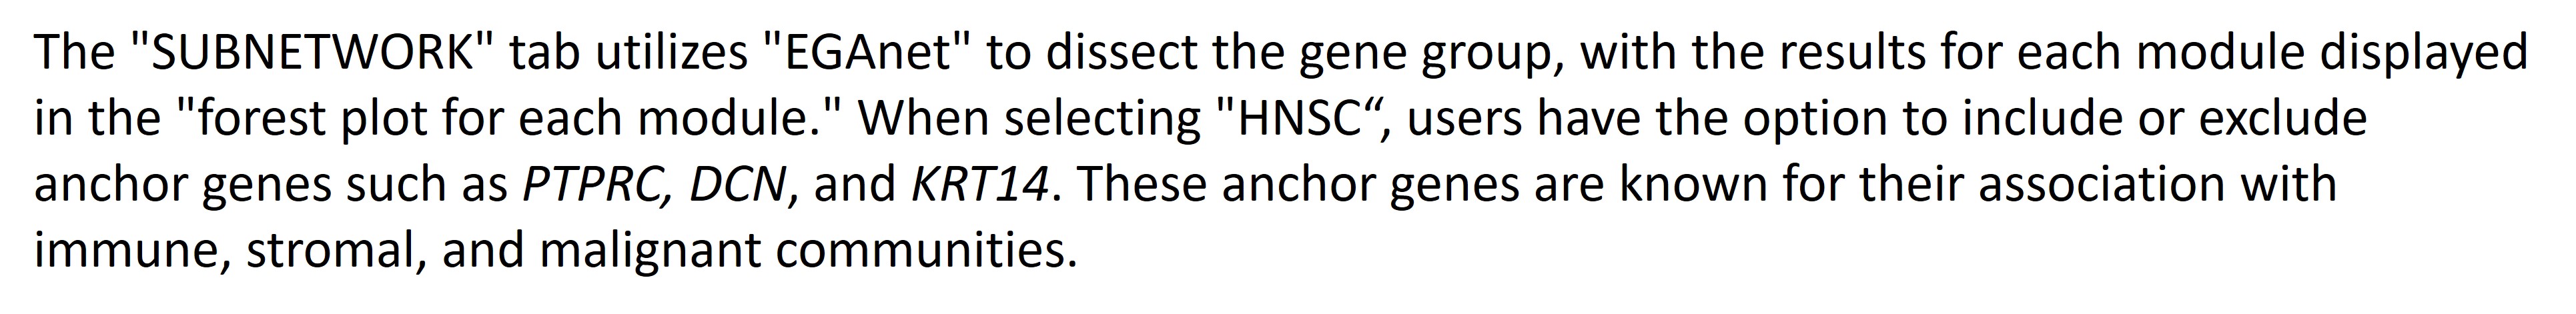 The "SUBNETWORK" tab utilizes "EGAnet" to dissect the gene group, with the results for each module displayed
in the "forest plot for each module." When selecting "HNSC“, users have the option to include or exclude
anchor genes such as PTPRC, DCN, and KRT14. These anchor genes are known for their association with
immune, stromal, and malignant communities.